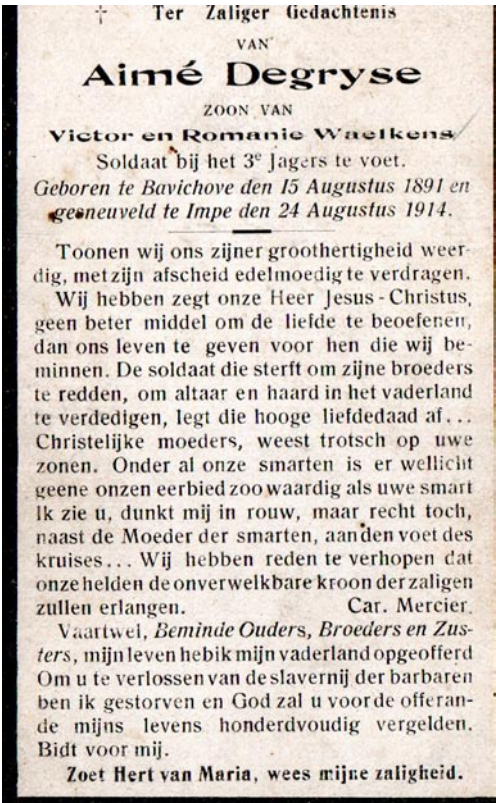 † Ter Zaliger Gedachtenis
VAN
Aimé Degryse
ZOON VAN
Victor en Romanie Waelkens
Soldaat bij het 3e Jagers te voet.
Geboren te Bavichove den 15 Augustus 1891 en
gesneuveld te Impe den 24 Augustus 1914.
Toonen wij ons zijner groothertigheid weer-
dig, met zijn afscheid edelmoedig te verdragen.
Wij hebben zegt onze Heer Jesus-Christus,
geen beter middel om de liefde te beoefenen,
dan ons leven te geven voor hen die wij be-
minnen. De soldaat die sterft om zijne broeders
te redden, om altaar en haard in het vaderland
te verdedigen, legt die hooge liefdedaad af...
Christelijke moeders, weest trotsch op uwe
zonen. Onder al onze smarten is er wellicht
geene onzen eerbied zoo waardig als uwe smart
Ik zie u, dunkt mij in rouw, maar recht toch,
naast de Moeder der smarten, aan den voet des
kruises... Wij hebben reden te verhopen dat
onze helden de onverwelkbare kroon der zaligen
zullen erlangen. Car. Mercier.
Vaartwel, Beminde Ouders, Broeders en Zus-
ters, mijn leven heb ik mijn vaderland opgeofferd
Om u te verlossen van de slavernij der barbaren
ben ik gestorven en God zal u voor de offeran-
de mijns levens honderdvoudig vergelden.
Bidt voor mij.
Zoet Hert van Maria, wees mijne zaligheid.